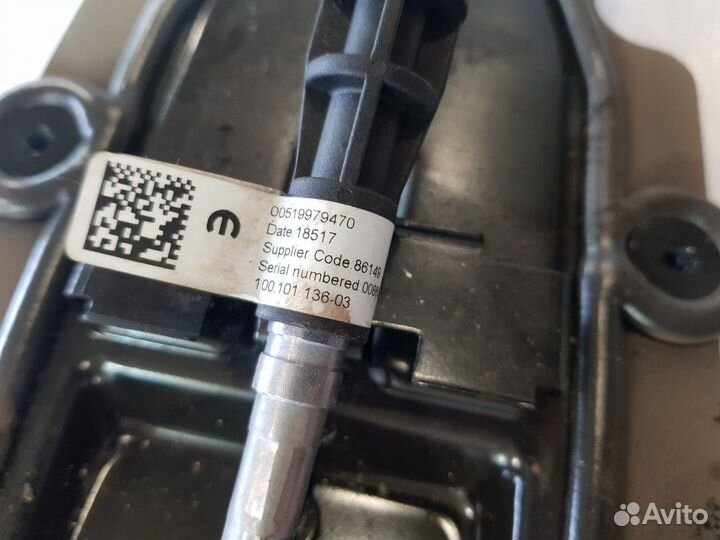 00519979470
Date:18517
Supplier Code:86149
Serial numbered
100.101.136-03
Avito